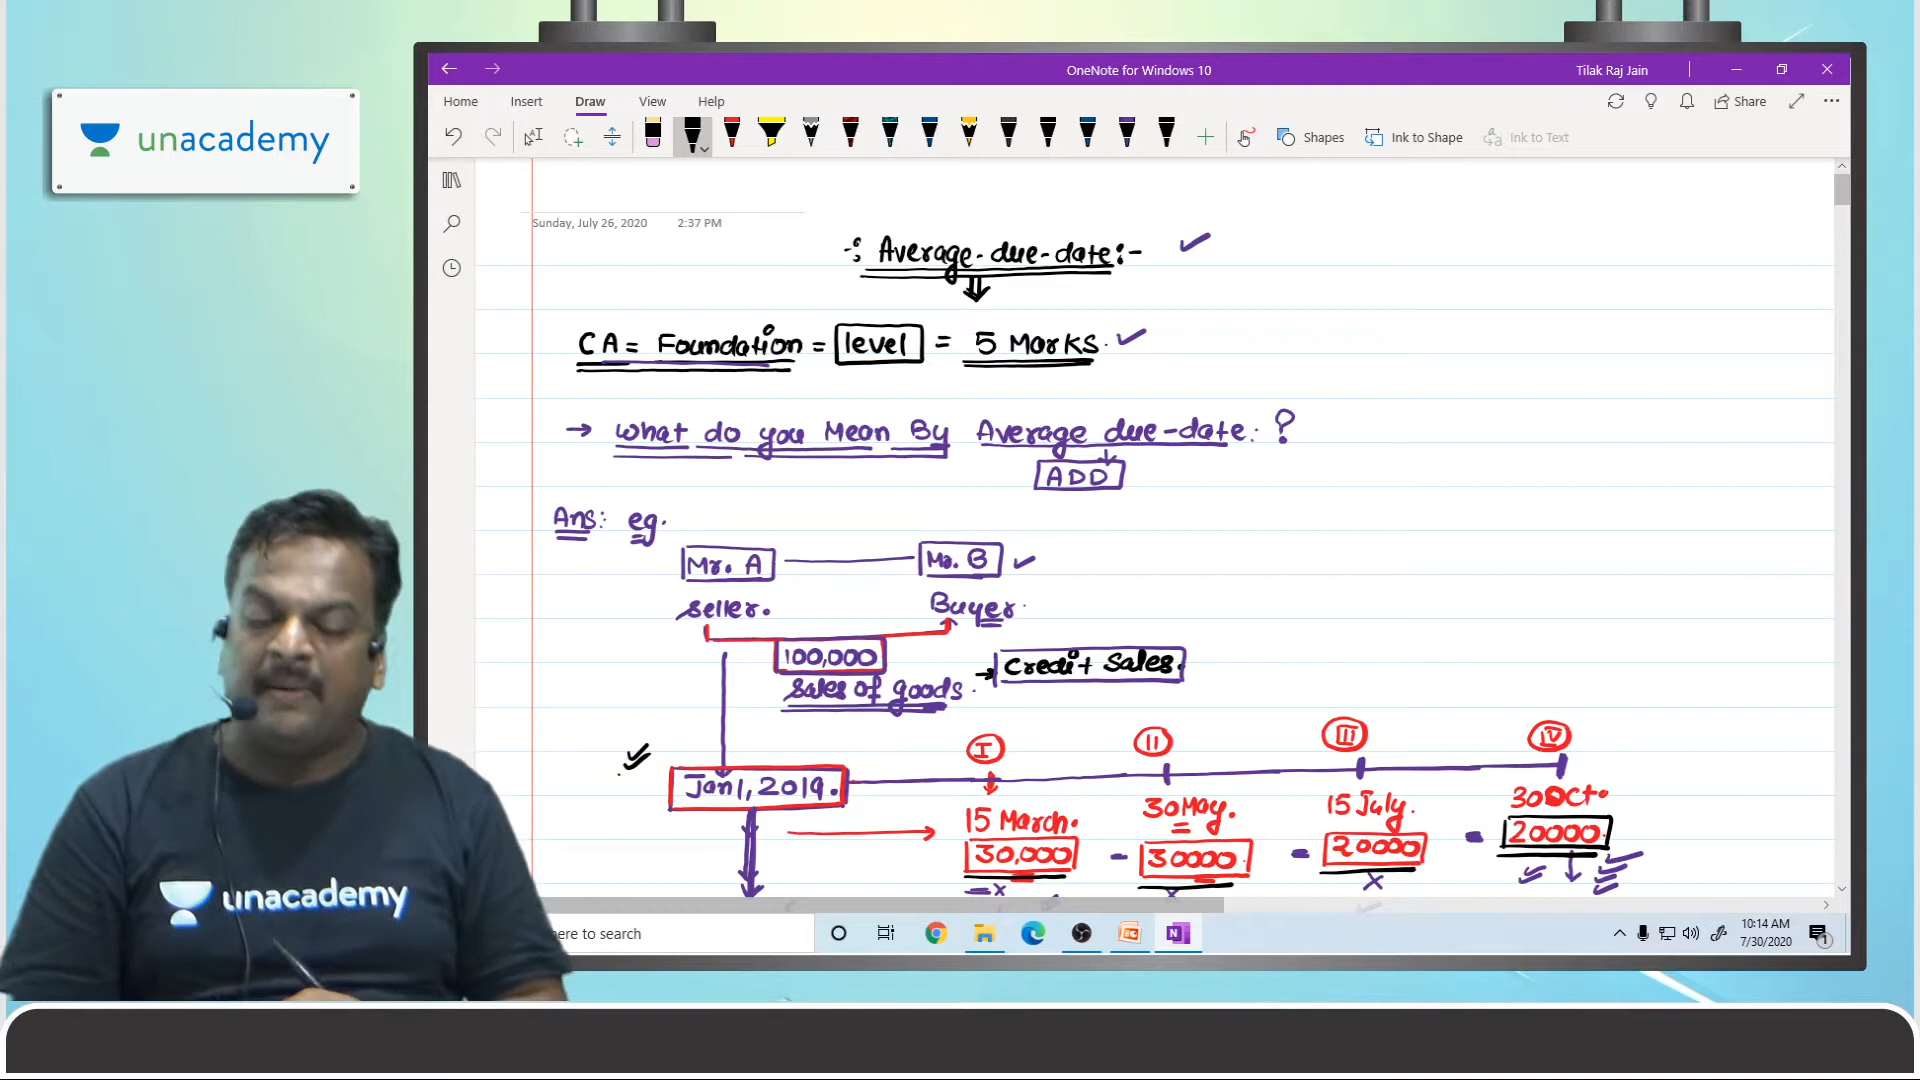 unacademy
OneNote for Windows 10
Tilak Raj Jain
Home Insert Draw View Help
Share
Shapes
Ink to Shape
Ink to Text
Sunday, July 26, 2020 2:37 PM
:- Average-due-date:-
CA = Foundation = level = 5 Marks.
→ What do you Mean By Average due-date. ?
ADD
Ans: eg.
Mr. A Mr. B
Seller. Buyer.
100,000
Sales of goods. → Credit Sales.
I II III IV
Jan 1, 2019.
15 March. 30 May. 15 July. 30 Oct.
30,000 - 30000 - 20000 - 20000
unacademy
here to search
10:14 AM
7/30/2020
1